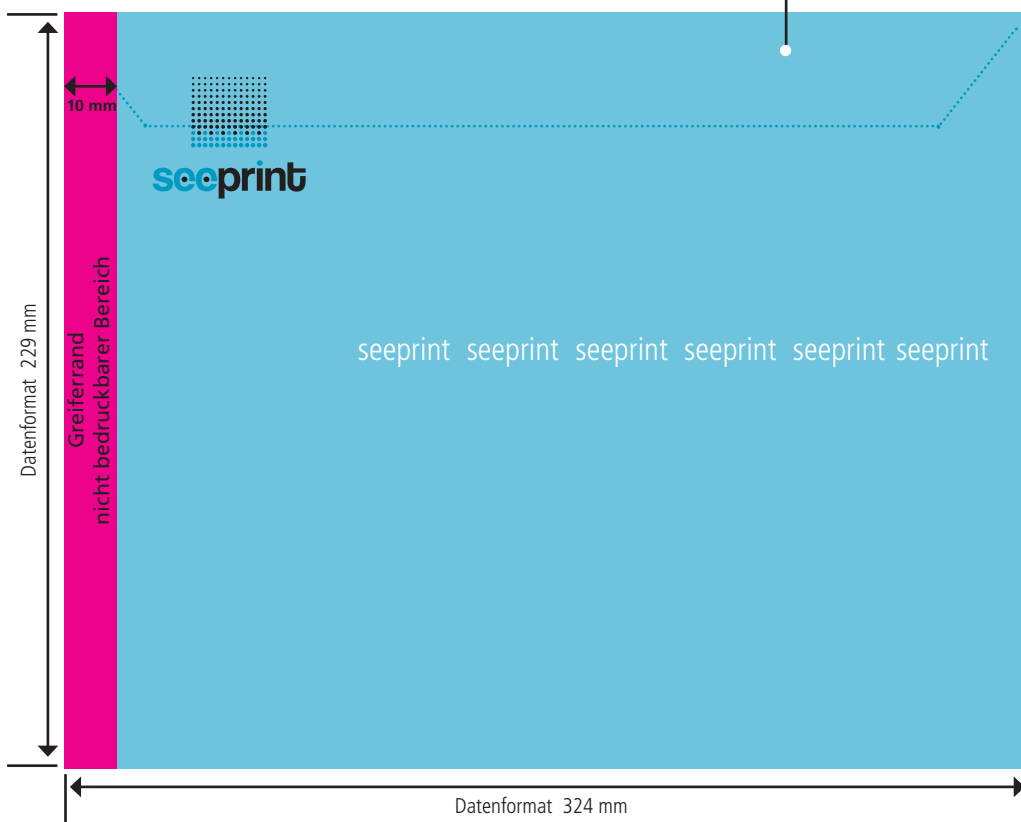 10 mm
seeprint
Datenformat 229 mm
Greiferrand
nicht bedruckbarer Bereich
seeprint seeprint seeprint seeprint seeprint seeprint
Datenformat 324 mm